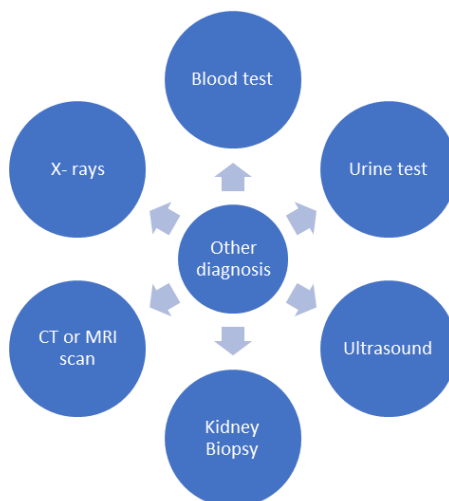 Blood test
X- rays
Urine test
Other
diagnosis
CT or MRI
scan
Ultrasound
Kidney
Biopsy